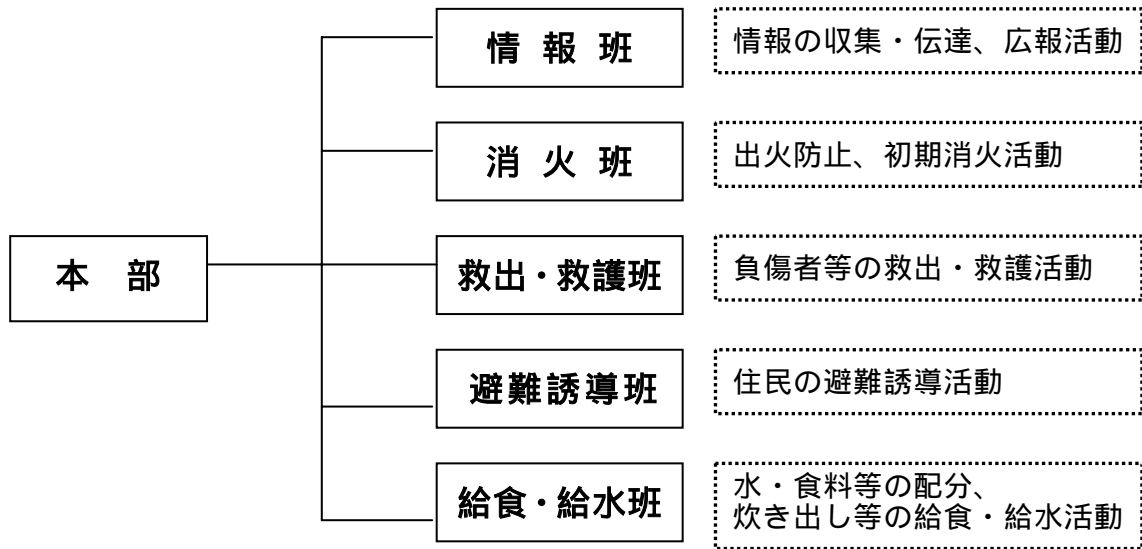 情報班
情報の収集・伝達、広報活動
消火班
出火防止、初期消火活動
本部
救出・救護班
負傷者等の救出・救護活動
避難誘導班
住民の避難誘導活動
給食・給水班
水・食料等の配分、
炊き出し等の給食・給水活動